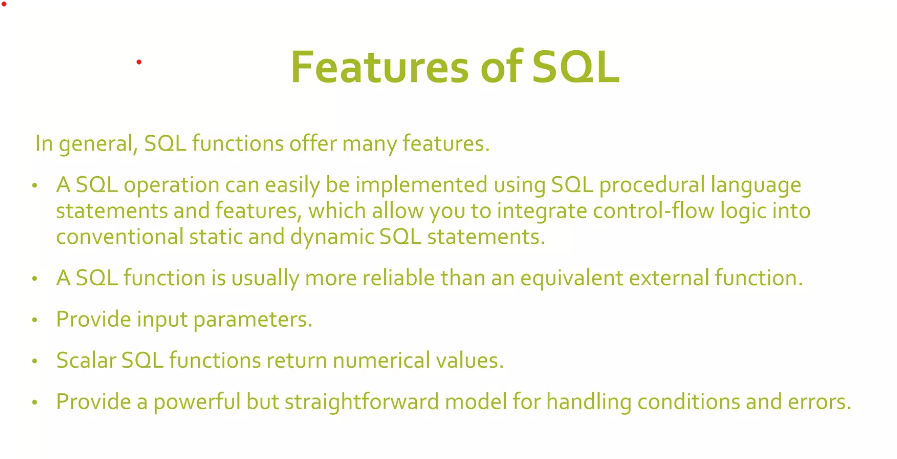 Features of SQL
In general, SQL functions offer many features.
• A SQL operation can easily be implemented using SQL procedural language
statements and features, which allow you to integrate control-flow logic into
conventional static and dynamic SQL statements.
• A SQL function is usually more reliable than an equivalent external function.
• Provide input parameters.
• Scalar SQL functions return numerical values.
• Provide a powerful but straightforward model for handling conditions and errors.